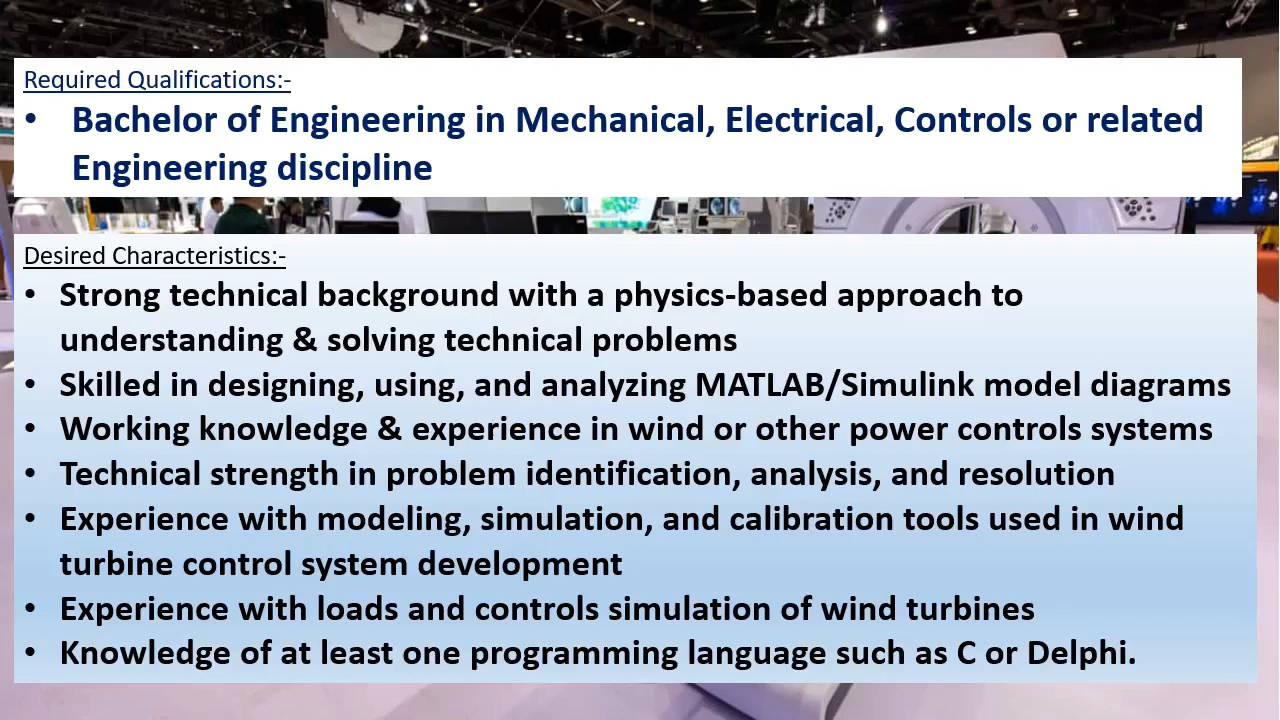 Required Qualifications:-
• Bachelor of Engineering in Mechanical, Electrical, Controls or related
Engineering discipline
Desired Characteristics:-
• Strong technical background with a physics-based approach to
understanding & solving technical problems
• Skilled in designing, using, and analyzing MATLAB/Simulink model diagrams
• Working knowledge & experience in wind or other power controls systems
• Technical strength in problem identification, analysis, and resolution
• Experience with modeling, simulation, and calibration tools used in wind
turbine control system development
• Experience with loads and controls simulation of wind turbines
• Knowledge of at least one programming language such as C or Delphi.